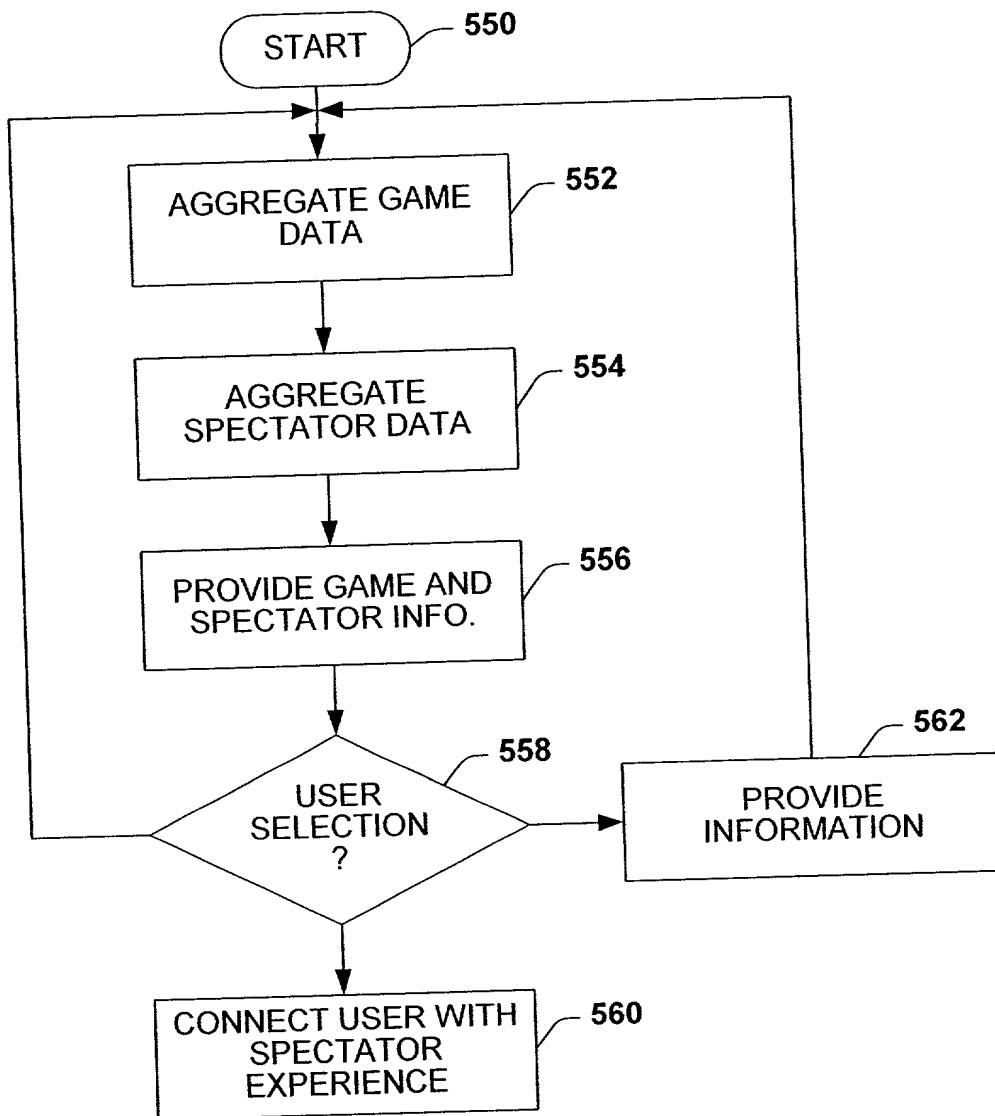 START
550
AGGREGATE GAME
DATA
552
AGGREGATE
SPECTATOR DATA
554
PROVIDE GAME AND
SPECTATOR INFO.
556
USER
SELECTION
?
558
PROVIDE
INFORMATION
562
CONNECT USER WITH
SPECTATOR
EXPERIENCE
560